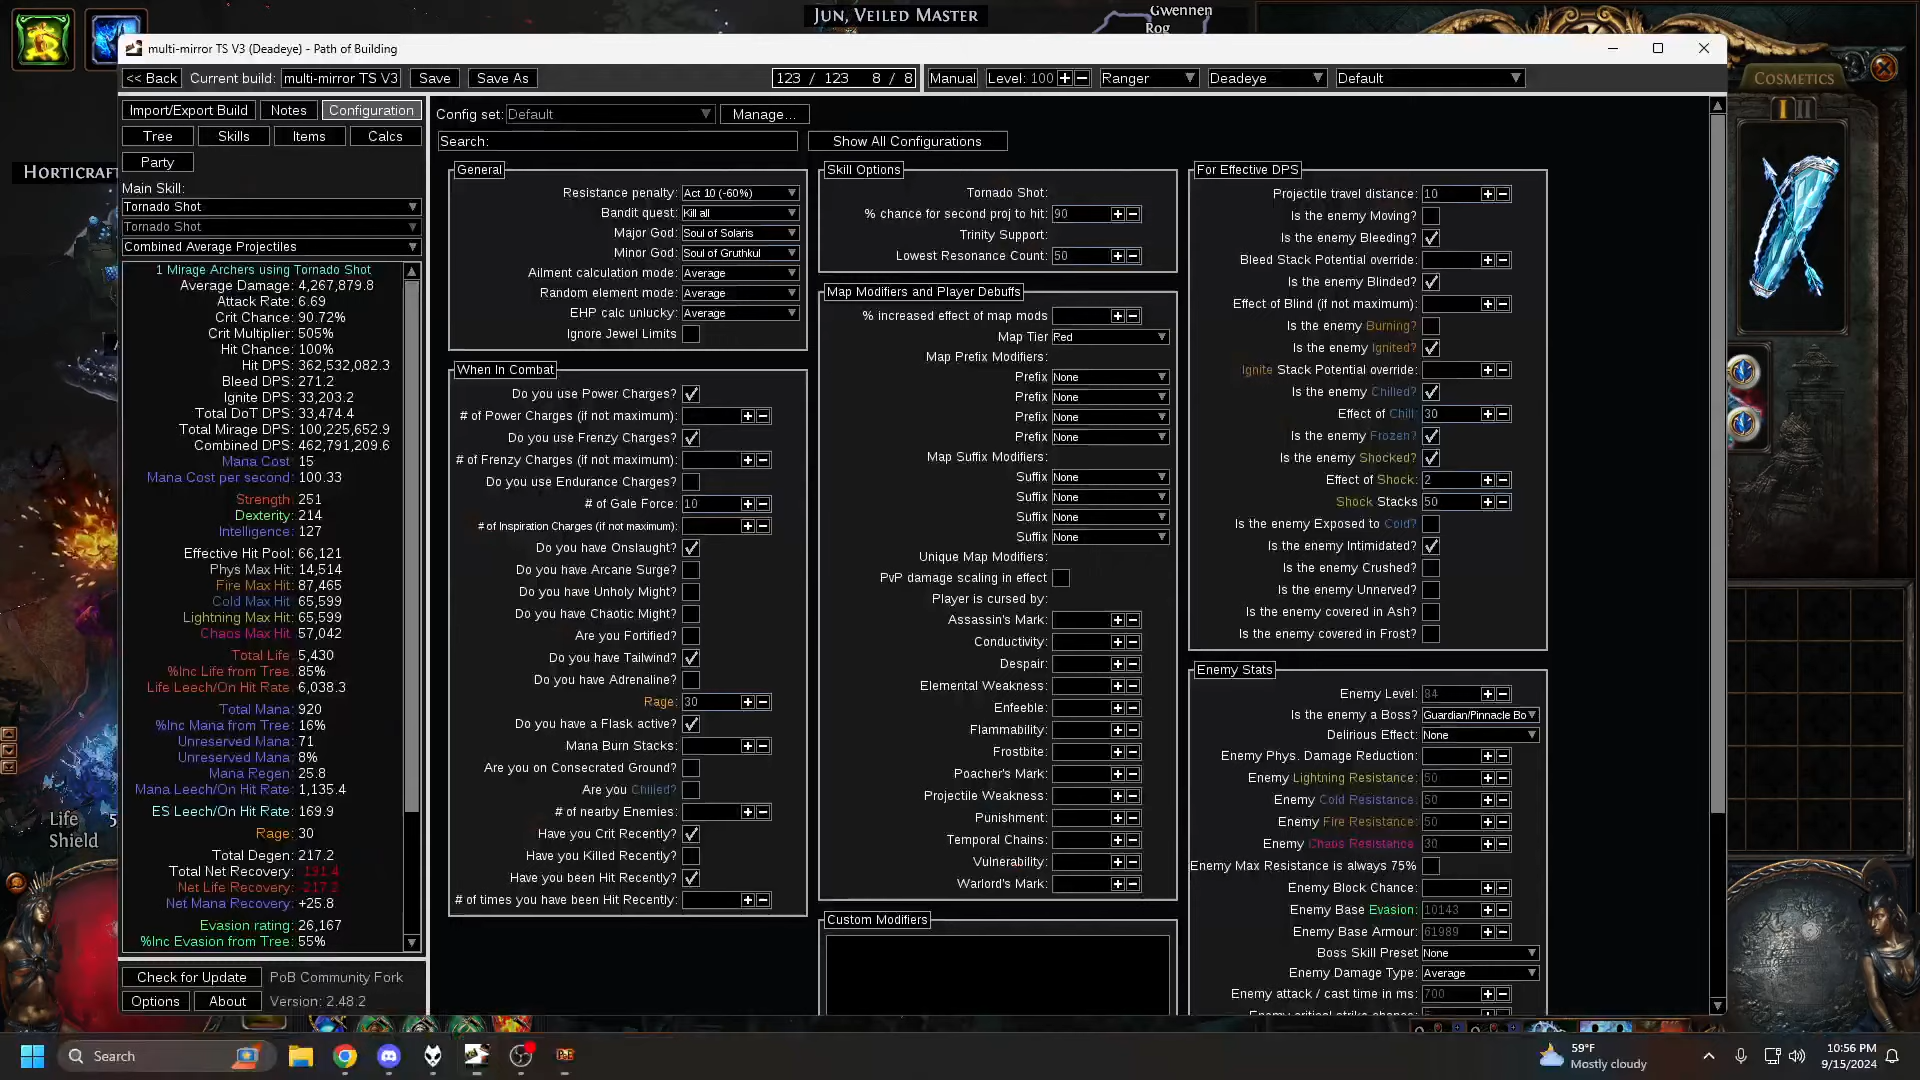 Jun, Veiled Master
Gwennen
Rog
multi-mirror TS V3 (Deadeye) - Path of Building
<< Back
Current build:
multi-mirror TS V3
Save
Save As
123 / 123 8 / 8
Manual
Level: 100
Ranger
Deadeye
Default
Cosmetics
I II
Import/Export Build
Notes
Configuration
Tree
Skills
Items
Calcs
Party
Horticraft
Main Skill:
Tornado Shot
Tornado Shot
Combined Average Projectiles
1 Mirage Archers using Tornado Shot
Average Damage: 4,267,879.8
Attack Rate: 6.69
Crit Chance: 90.72%
Crit Multiplier: 505%
Hit Chance: 100%
Hit DPS: 362,532,082.3
Bleed DPS: 271.2
Ignite DPS: 33,203.2
Total DoT DPS: 33,474.4
Total Mirage DPS: 100,225,652.9
Combined DPS: 462,791,209.6
Mana Cost: 15
Mana Cost per second: 100.33
Strength: 251
Dexterity: 214
Intelligence: 127
Effective Hit Pool: 66,121
Phys Max Hit: 14,514
Fire Max Hit: 87,465
Cold Max Hit: 65,599
Lightning Max Hit: 65,599
Chaos Max Hit: 57,042
Total Life: 5,430
%Inc Life from Tree: 85%
Life Leech/On Hit Rate: 6,038.3
Total Mana: 920
%Inc Mana from Tree: 16%
Unreserved Mana: 71
Unreserved Mana: 8%
Mana Regen: 25.8
Mana Leech/On Hit Rate: 1,135.4
ES Leech/On Hit Rate: 169.9
Rage: 30
Total Degen: 217.2
Total Net Recovery: -191.4
Net Life Recovery: -217.2
Net Mana Recovery: +25.8
Evasion rating: 26,167
%Inc Evasion from Tree: 55%
Life 5
Shield
Check for Update
PoB Community Fork
Options
About
Version: 2.48.2
Config set:
Default
Manage...
Search:
Show All Configurations
General
Resistance penalty: Act 10 (-60%)
Bandit quest: Kill all
Major God: Soul of Solaris
Minor God: Soul of Gruthkul
Ailment calculation mode: Average
Random element mode: Average
EHP calc unlucky: Average
Ignore Jewel Limits
When In Combat
Do you use Power Charges?
# of Power Charges (if not maximum):
Do you use Frenzy Charges?
# of Frenzy Charges (if not maximum):
Do you use Endurance Charges?
# of Gale Force: 10
# of Inspiration Charges (if not maximum):
Do you have Onslaught?
Do you have Arcane Surge?
Do you have Unholy Might?
Do you have Chaotic Might?
Are you Fortified?
Do you have Tailwind?
Do you have Adrenaline?
Rage: 30
Do you have a Flask active?
Mana Burn Stacks:
Are you on Consecrated Ground?
Are you Chilled?
# of nearby Enemies:
Have you Crit Recently?
Have you Killed Recently?
Have you been Hit Recently?
# of times you have been Hit Recently:
Skill Options
Tornado Shot:
% chance for second proj to hit: 90
Trinity Support:
Lowest Resonance Count: 50
Map Modifiers and Player Debuffs
% increased effect of map mods
Map Tier Red
Map Prefix Modifiers:
Prefix None
Prefix None
Prefix None
Prefix None
Map Suffix Modifiers:
Suffix None
Suffix None
Suffix None
Suffix None
Unique Map Modifiers:
PvP damage scaling in effect
Player is cursed by:
Assassin's Mark:
Conductivity:
Despair:
Elemental Weakness:
Enfeeble:
Flammability:
Frostbite:
Poacher's Mark:
Projectile Weakness:
Punishment:
Temporal Chains:
Vulnerability:
Warlord's Mark:
Custom Modifiers
For Effective DPS
Projectile travel distance: 10
Is the enemy Moving?
Is the enemy Bleeding?
Bleed Stack Potential override:
Is the enemy Blinded?
Effect of Blind (if not maximum):
Is the enemy Burning?
Is the enemy Ignited?
Ignite Stack Potential override:
Is the enemy Chilled?
Effect of Chill: 30
Is the enemy Frozen?
Is the enemy Shocked?
Effect of Shock: 2
Shock Stacks 50
Is the enemy Exposed to Cold?
Is the enemy Intimidated?
Is the enemy Crushed?
Is the enemy Unnerved?
Is the enemy covered in Ash?
Is the enemy covered in Frost?
Enemy Stats
Enemy Level: 84
Is the enemy a Boss? Guardian/Pinnacle Bo
Delirious Effect: None
Enemy Phys. Damage Reduction:
Enemy Lightning Resistance: 50
Enemy Cold Resistance: 50
Enemy Fire Resistance: 50
Enemy Chaos Resistance: 30
Enemy Max Resistance is always 75%
Enemy Block Chance:
Enemy Base Evasion: 10143
Enemy Base Armour: 61989
Boss Skill Preset None
Enemy Damage Type: Average
Enemy attack / cast time in ms: 700
Enemy critical strike chance:
Search
59°F
Mostly cloudy
10:56 PM
9/15/2024